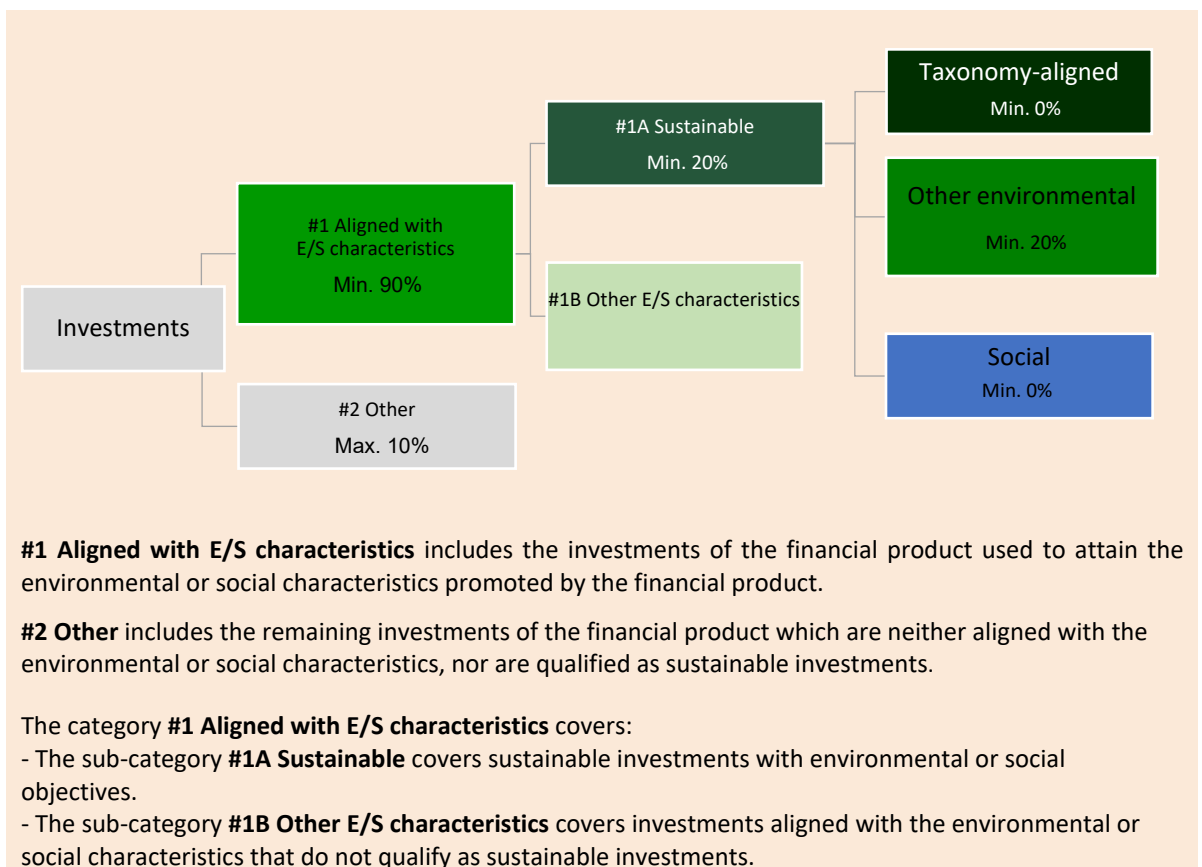 Taxonomy-aligned
Min. 0%
#1A Sustainable
Min. 20%
Other environmental
Min. 20%
#1 Aligned with
E/S characteristics
Min. 90%
#1B Other E/S characteristics
Investments
Social
Min. 0%
#2 Other
Max. 10%
#1 Aligned with E/S characteristics includes the investments of the financial product used to attain the
environmental or social characteristics promoted by the financial product.
#2 Other includes the remaining investments of the financial product which are neither aligned with the
environmental or social characteristics, nor are qualified as sustainable investments.
The category #1 Aligned with E/S characteristics covers:
- The sub-category #1A Sustainable covers sustainable investments with environmental or social
objectives.
- The sub-category #1B Other E/S characteristics covers investments aligned with the environmental or
social characteristics that do not qualify as sustainable investments.